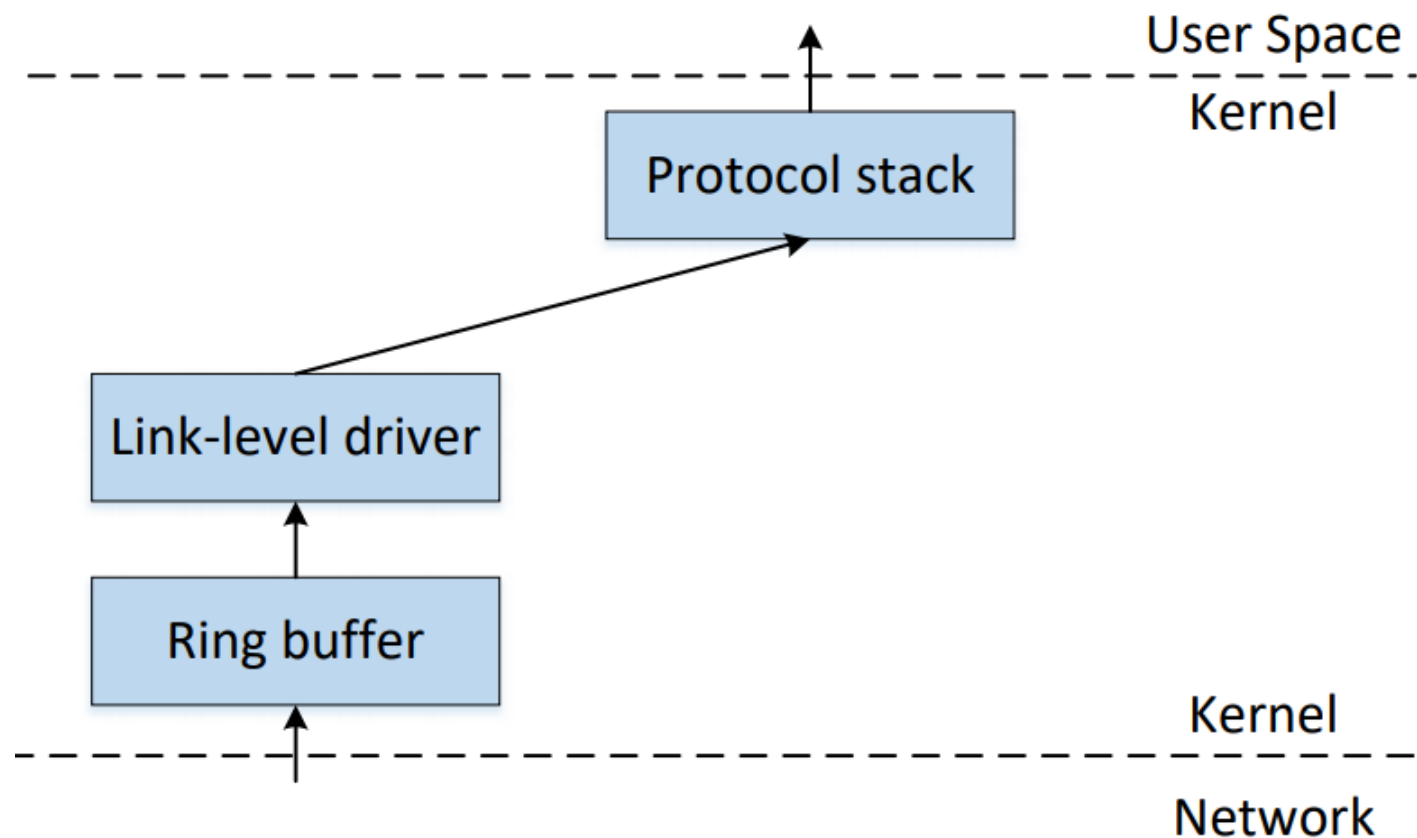 User Space
Kernel
Protocol stack
Link-level driver
Ring buffer
Kernel
Network